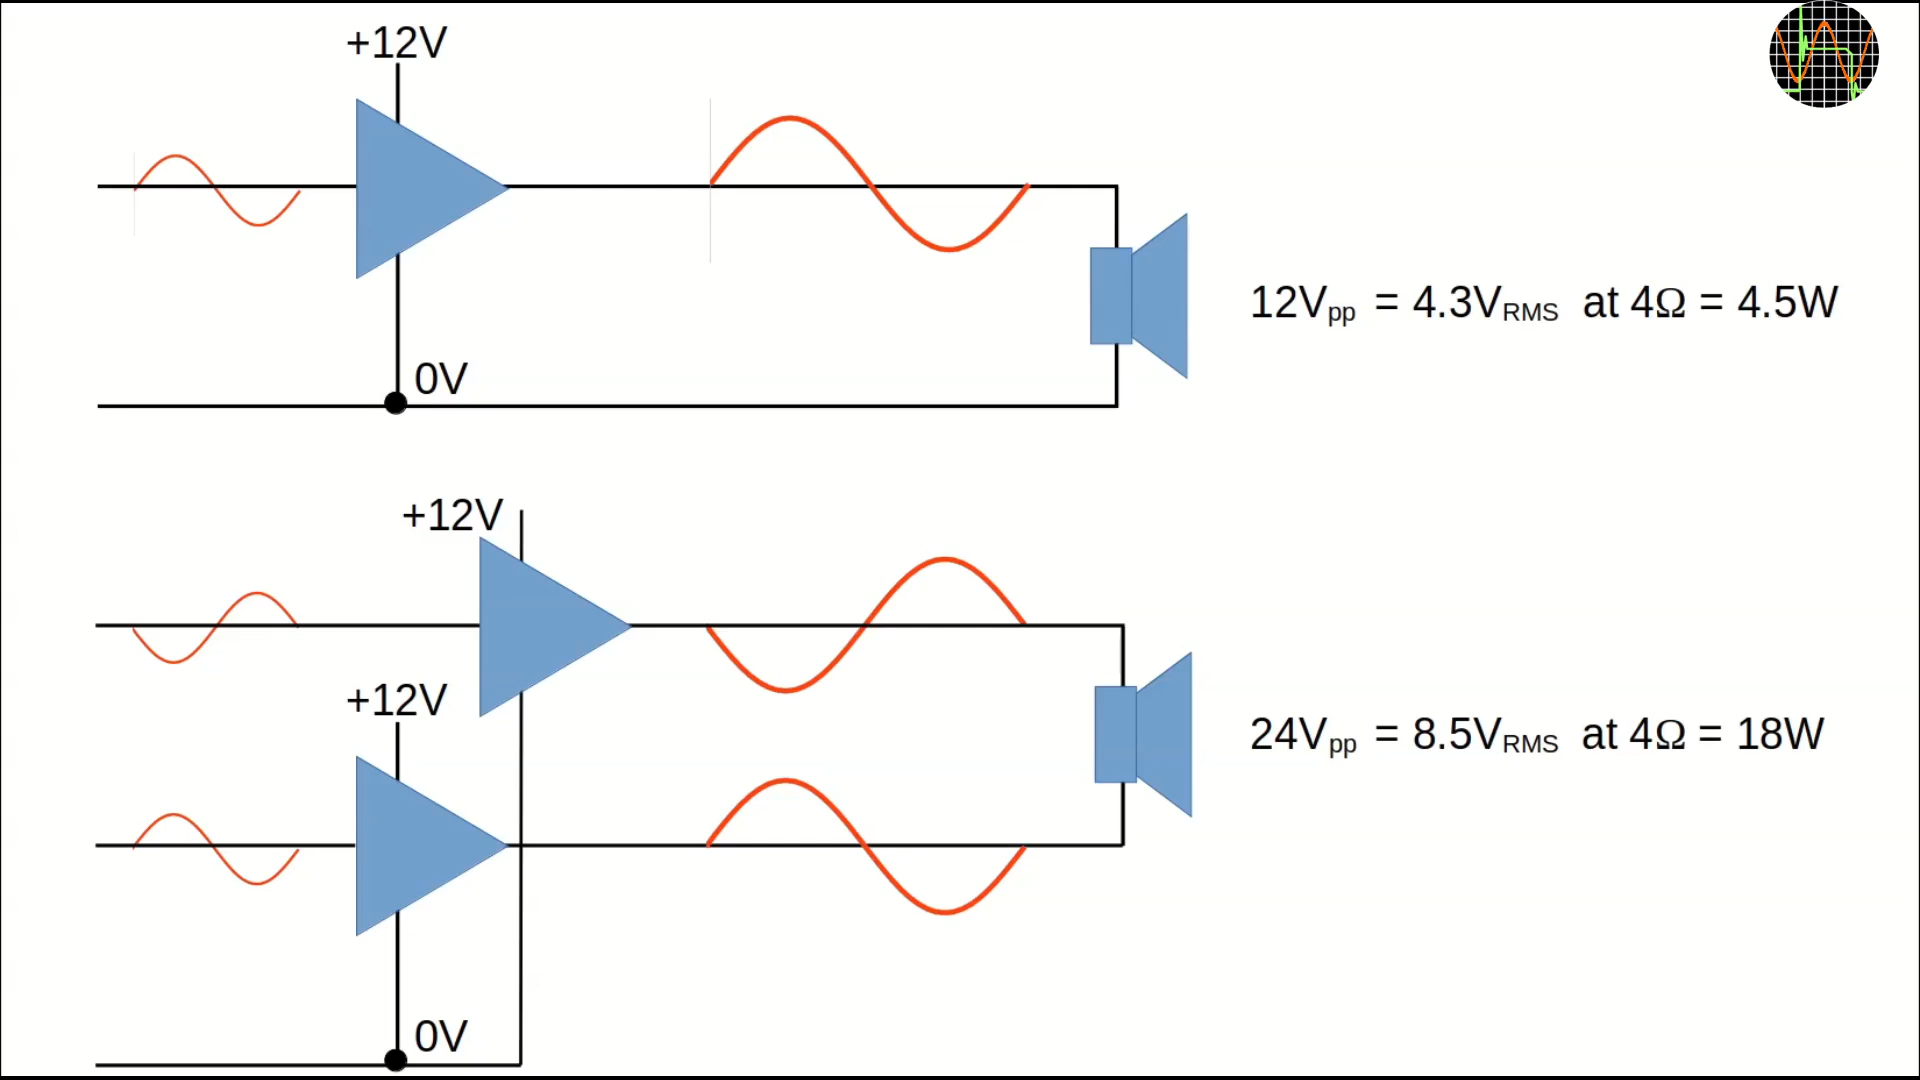 +12V
0V
12Vpp = 4.3VRMS at 4Ω = 4.5W
+12V
+12V
24Vpp = 8.5VRMS at 4Ω = 18W
0V